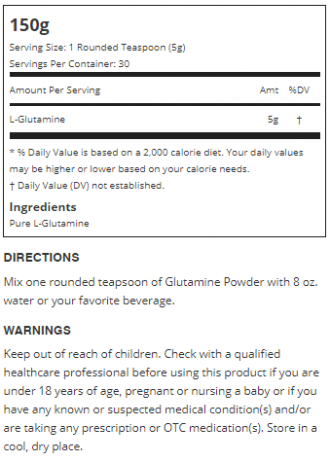 150g
Serving Size: 1 Rounded Teaspoon (5g)
Servings Per Container: 30
Amount Per Serving Amt %DV
L-Glutamine 5g †
* % Daily Value is based on a 2,000 calorie diet. Your daily values
may be higher or lower based on your calorie needs.
† Daily Value (DV) not established.
Ingredients
Pure L-Glutamine
DIRECTIONS
Mix one rounded teaspoon of Glutamine Powder with 8 oz.
water or your favorite beverage.
WARNINGS
Keep out of reach of children. Check with a qualified
healthcare professional before using this product if you are
under 18 years of age, pregnant or nursing a baby or if you
have any known or suspected medical condition(s) and/or
are taking any prescription or OTC medication(s). Store in a
cool, dry place.